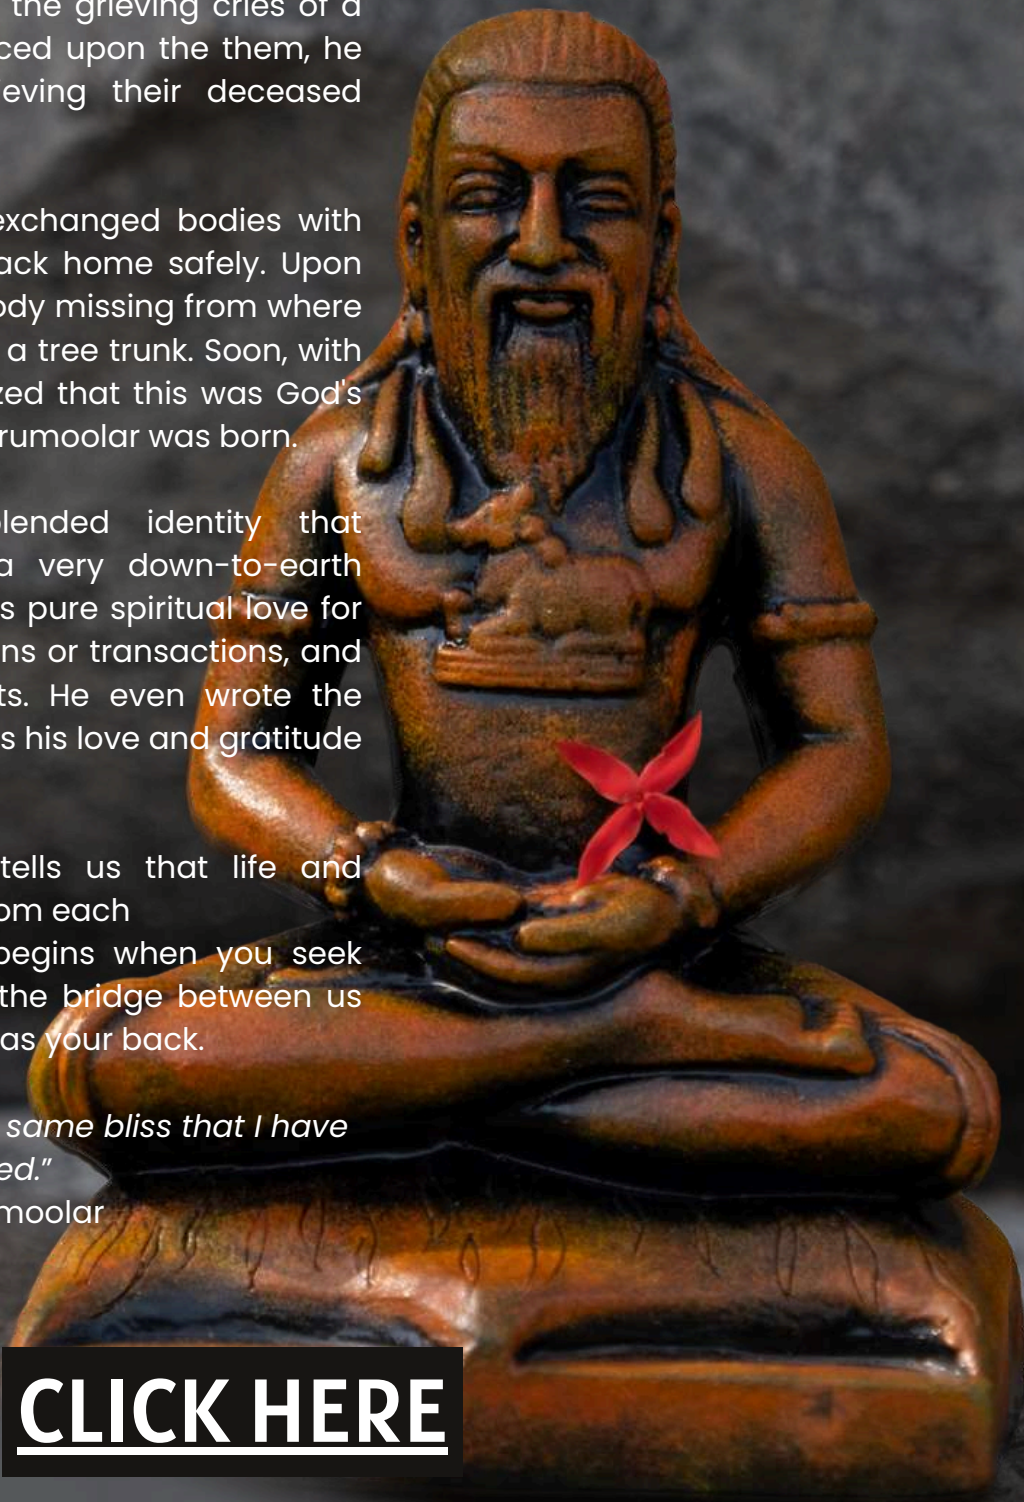 the grieving cries of a
ced upon the them, he
eving their deceased
exchanged bodies with
ack home safely. Upon
ody missing from where
a tree trunk. Soon, with
zed that this was God's
rumoolar was born.
lended identity that
a very down-to-earth
s pure spiritual love for
ns or transactions, and
ts. He even wrote the
s his love and gratitude
tells us that life and
om each
begins when you seek
the bridge between us
as your back.
same bliss that I have
ed.”
moolar
CLICK HERE